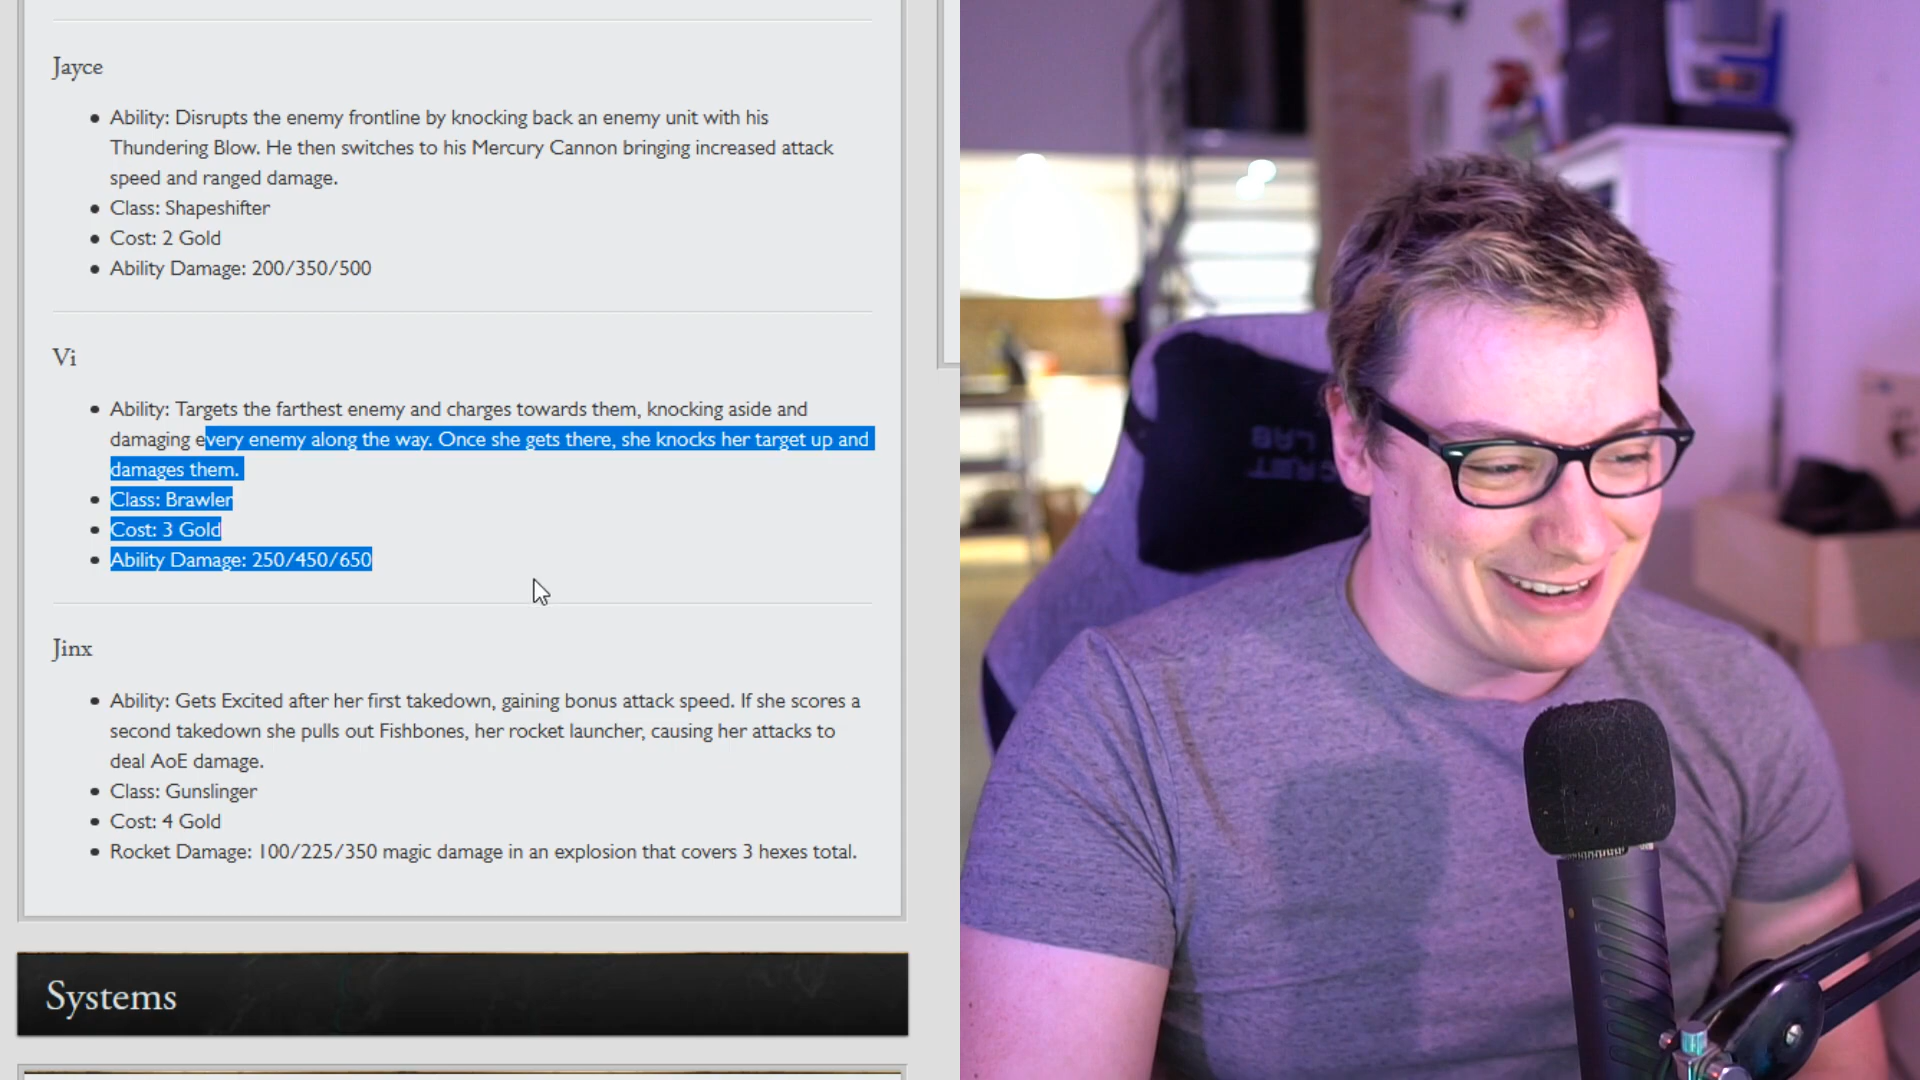 Jayce
Ability: Disrupts the enemy frontline by knocking back an enemy unit with his
Thundering Blow. He then switches to his Mercury Cannon bringing increased attack
speed and ranged damage.
Class: Shapeshifter
Cost: 2 Gold
Ability Damage: 200/350/500
Vi
Ability: Targets the farthest enemy and charges towards them, knocking aside and
damaging every enemy along the way. Once she gets there, she knocks her target up and
damages them.
Class: Brawler
Cost: 3 Gold
Ability Damage: 250/450/650
Jinx
Ability: Gets Excited after her first takedown, gaining bonus attack speed. If she scores a
second takedown she pulls out Fishbones, her rocket launcher, causing her attacks to
deal AoE damage.
Class: Gunslinger
Cost: 4 Gold
Rocket Damage: 100/225/350 magic damage in an explosion that covers 3 hexes total.
Systems